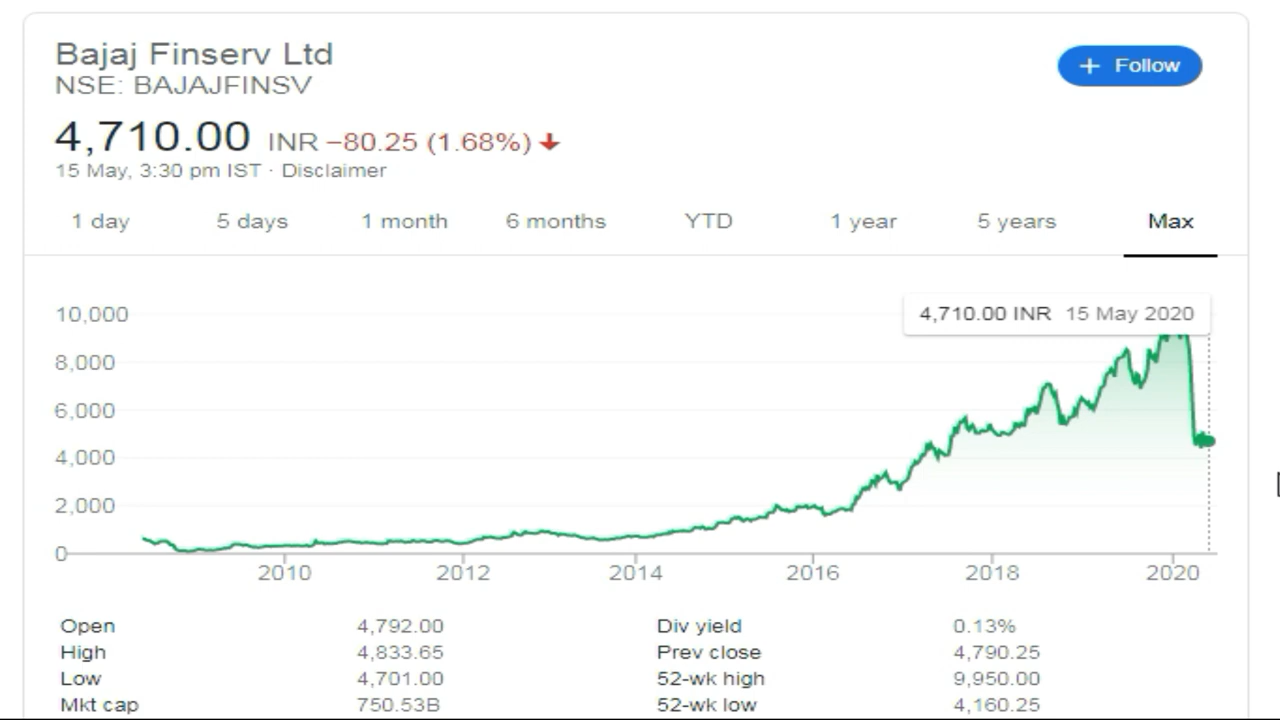 Bajaj Finserv Ltd
NSE: BAJAJFINSV
+ Follow
4,710.00 INR −80.25 (1.68%)
15 May, 3:30 pm IST · Disclaimer
1 day 5 days 1 month 6 months YTD 1 year 5 years Max
4,710.00 INR 15 May 2020
10,000
8,000
6,000
4,000
2,000
0
2010 2012 2014 2016 2018 2020
Open 4,792.00 Div yield 0.13%
High 4,833.65 Prev close 4,790.25
Low 4,701.00 52-wk high 9,950.00
Mkt cap 750.53B 52-wk low 4,160.25